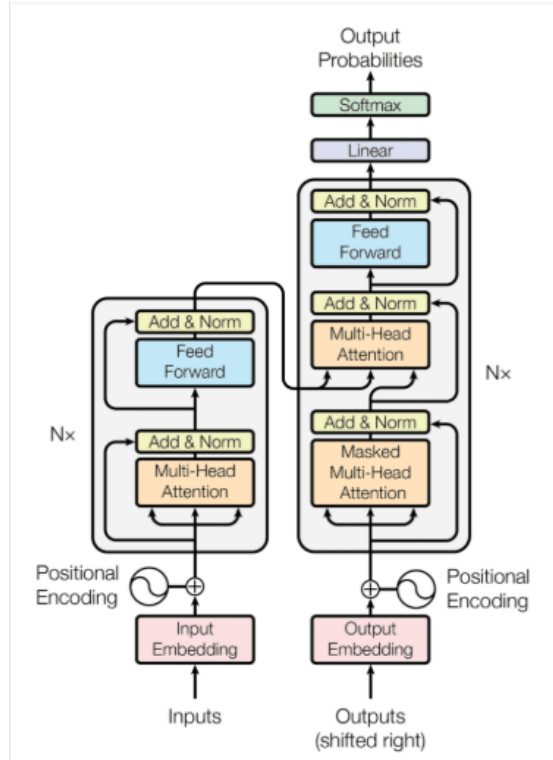 Output
Probabilities
Softmax
Linear
Add & Norm
Feed
Forward
Add & Norm
Multi-Head
Attention
Nx
Add & Norm
Masked
Multi-Head
Attention
Add & Norm
Feed
Forward
Nx
Add & Norm
Multi-Head
Attention
Positional
Encoding
Positional
Encoding
Input
Embedding
Output
Embedding
Inputs
Outputs
(shifted right)